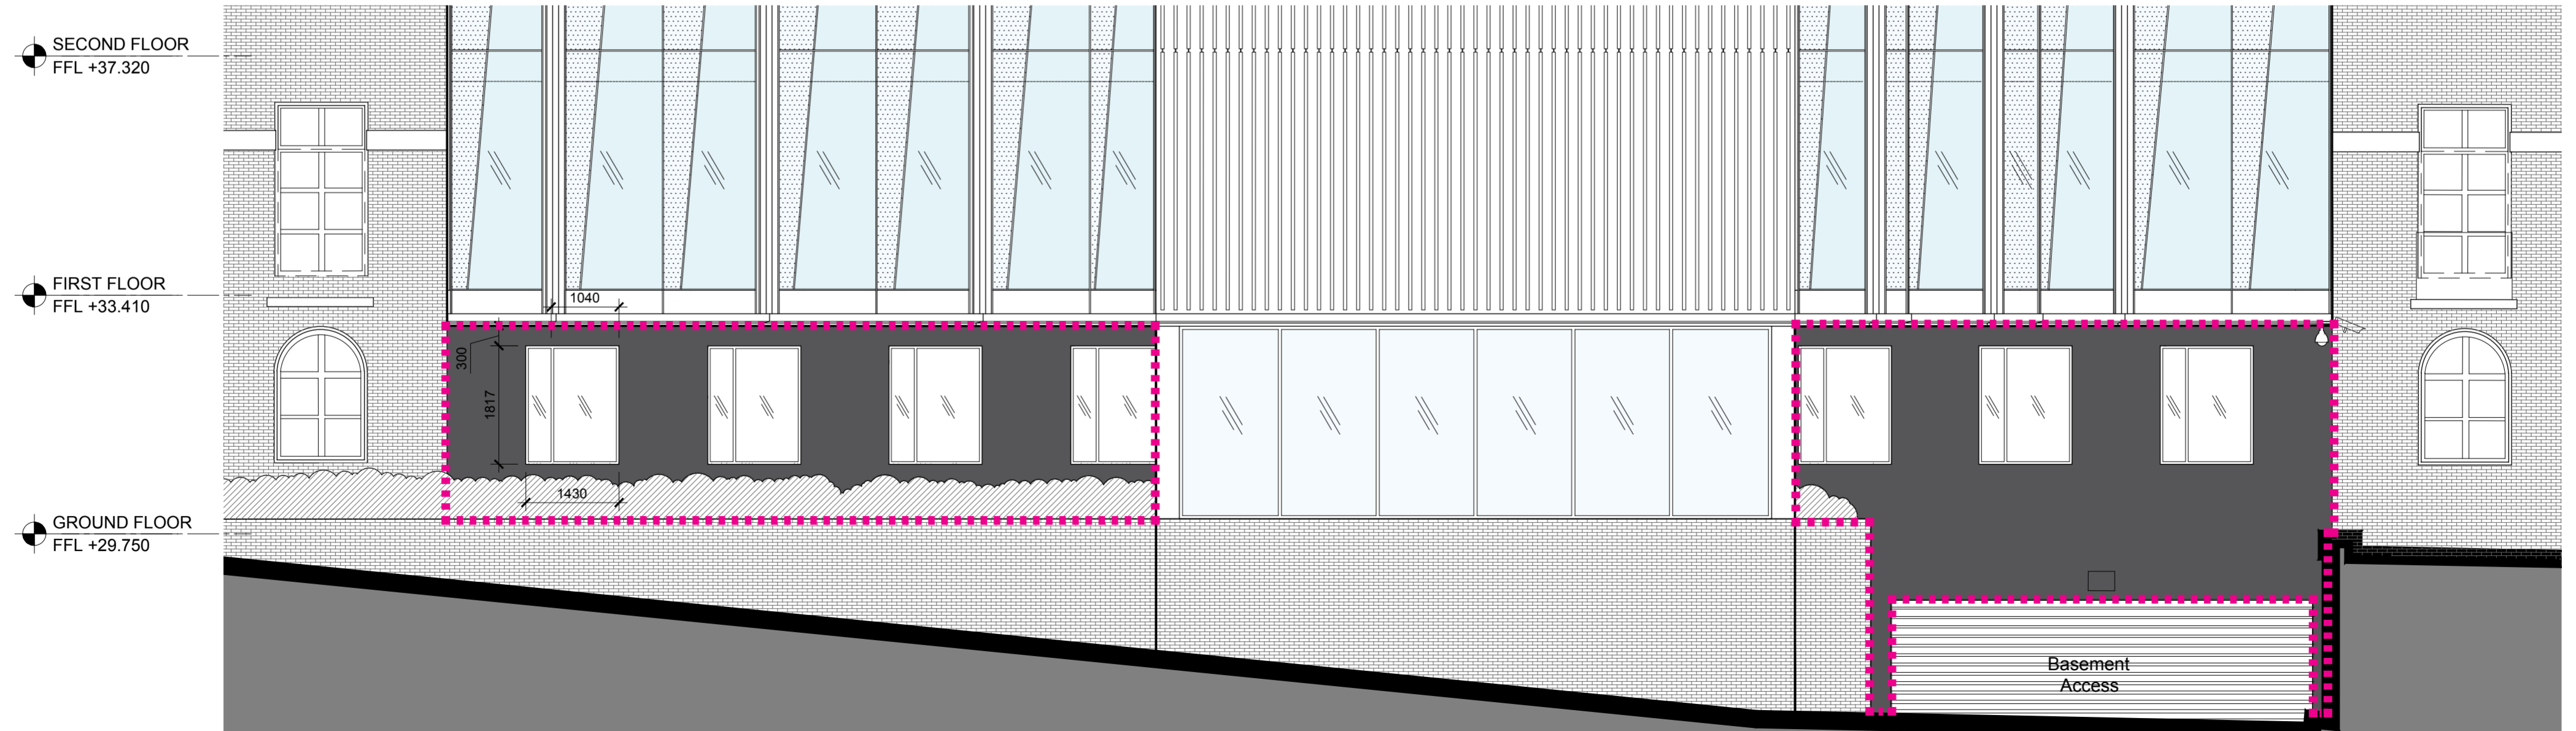 SECOND FLOOR
FFL +37.320
FIRST FLOOR
FFL +33.410
1040
300
1817
1430
GROUND FLOOR
FFL +29.750
Basement
Access